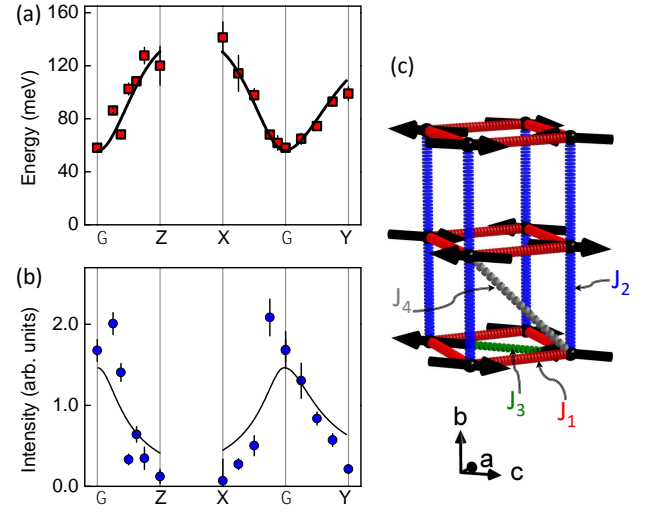 (a)
160
120
80
40
0
Energy (meV)
G Z X G Y
(b)
2.0
1.0
0.0
Intensity (arb. units)
G Z X G Y
(c)
J4
J2
J3
J1
b
a
c